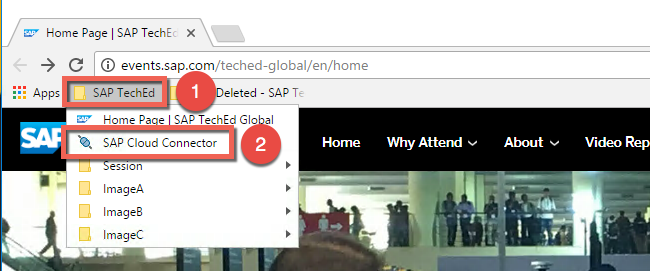 Home Page | SAP TechEd
events.sap.com/teched-global/en/home
Apps SAP TechEd 1 Deleted - SAP Te
Home Page | SAP TechEd Global
SAP Cloud Connector 2
Session
ImageA
ImageB
ImageC
SAP Home Why Attend About Video Rep